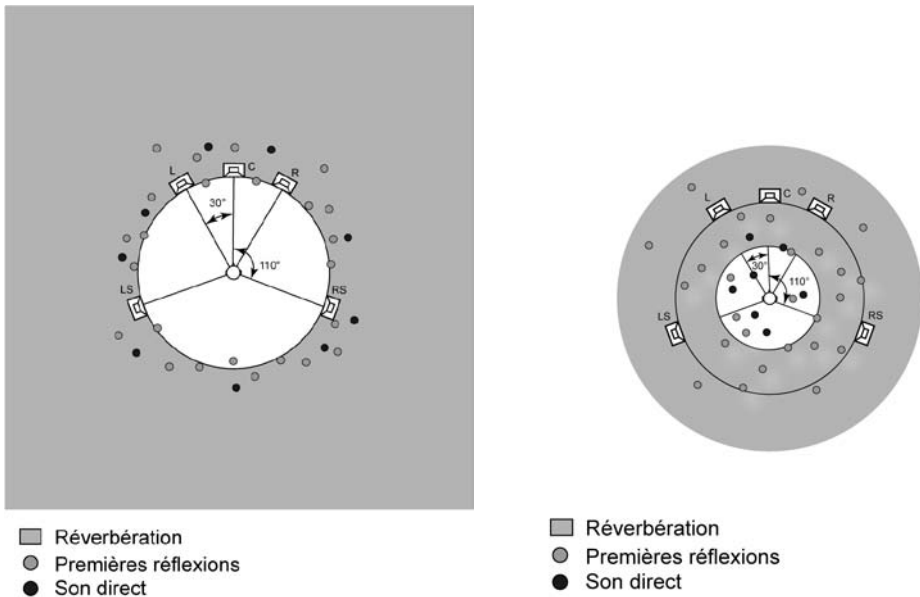 L
C
R
30°
110°
LS
RS
Réverbération
Premières réflexions
Son direct
L
C
R
30°
110°
LS
RS
Réverbération
Premières réflexions
Son direct